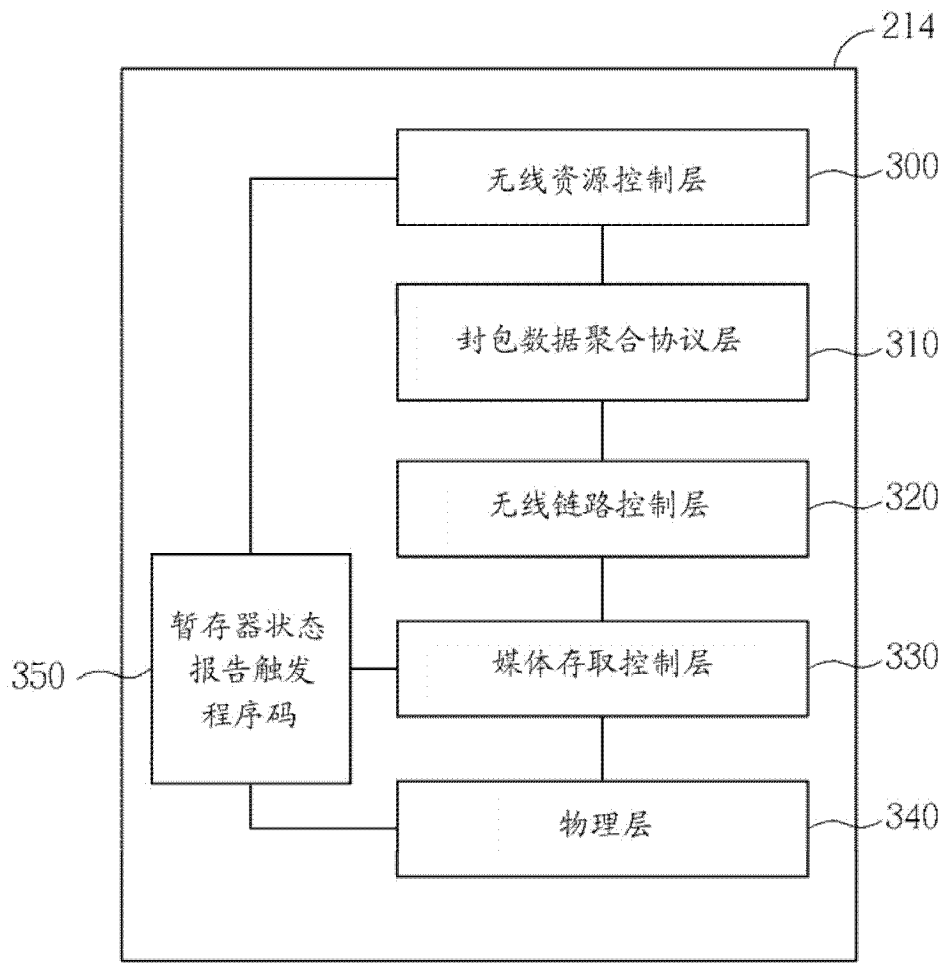 214
无线资源控制层
300
封包数据聚合协议层
310
无线链路控制层
320
暂存器状态
报告触发
程序码
350
媒体存取控制层
330
物理层
340